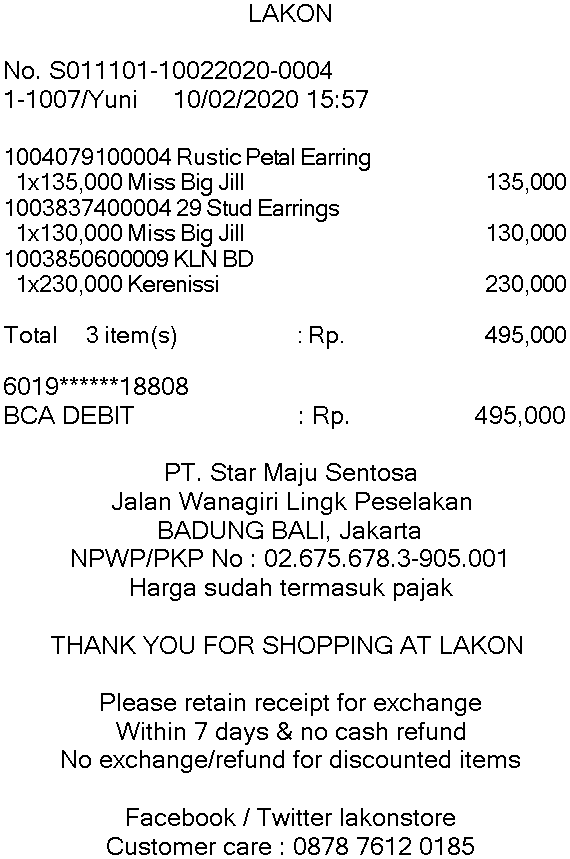 LAKON
No. S011101-10022020-0004
1-1007/Yuni 10/02/2020 15:57
1004079100004 Rustic Petal Earring
1x135,000 Miss Big Jill 135,000
1003837400004 29 Stud Earrings
1x130,000 Miss Big Jill 130,000
1003850600009 KLN BD
1x230,000 Kerenissi 230,000
Total 3 item(s) : Rp. 495,000
6019******18808
BCA DEBIT : Rp. 495,000
PT. Star Maju Sentosa
Jalan Wanagiri Lingk Peselakan
BADUNG BALI, Jakarta
NPWP/PKP No : 02.675.678.3-905.001
Harga sudah termasuk pajak
THANK YOU FOR SHOPPING AT LAKON
Please retain receipt for exchange
Within 7 days & no cash refund
No exchange/refund for discounted items
Facebook / Twitter lakonstore
Customer care : 0878 7612 0185